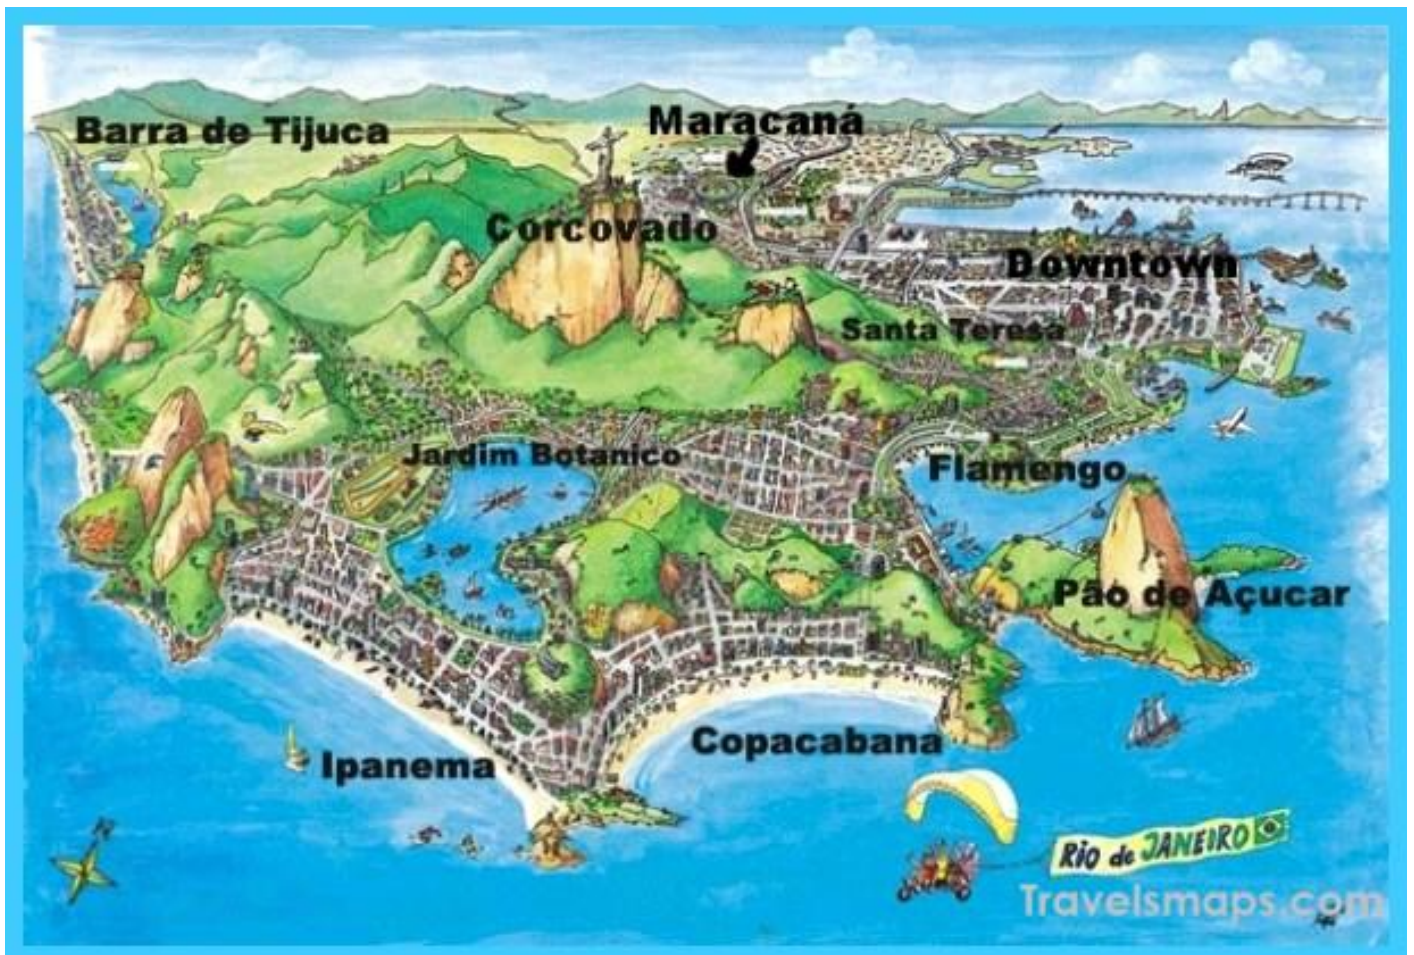 Maracaná
Barra de Tijuca
Corcovado
Downtown
Santa Teresa
Jardim Botanico
Flamengo
Pão de Açucar
Copacabana
Ipanema
N
RIO de JANEIRO
Travelsmaps.com